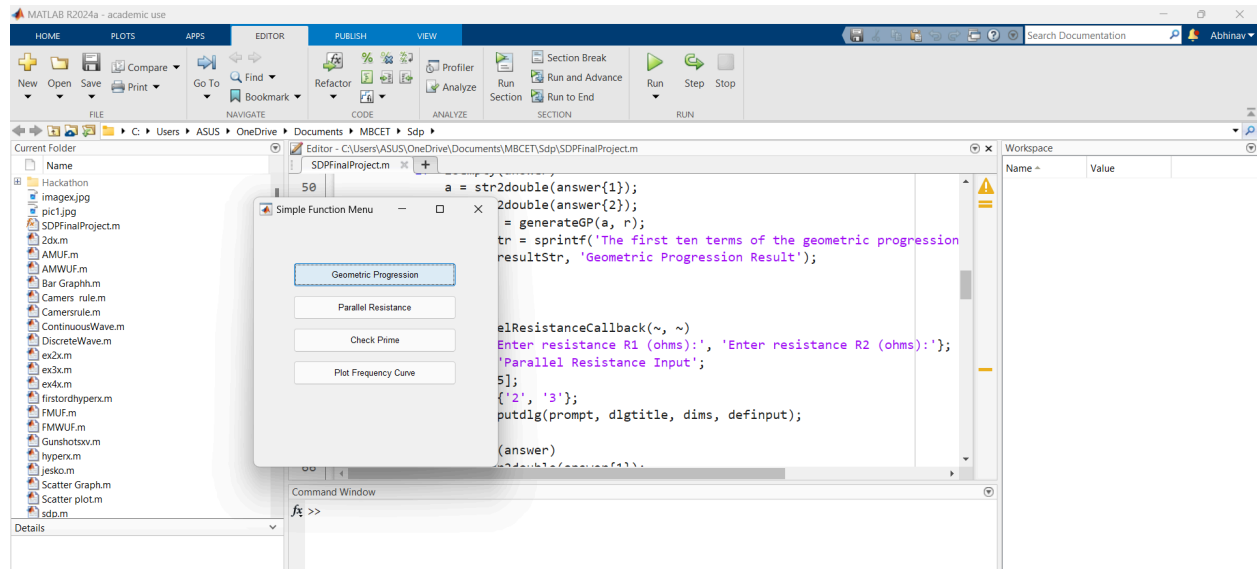 MATLAB R2024a - academic use
HOME PLOTS APPS EDITOR PUBLISH VIEW Search Documentation Abhinav
New Open Save Compare Print Go To Find Bookmark Refactor Profiler Analyze Run Section Section Break Run and Advance Run to End Run Step Stop
FILE NAVIGATE CODE ANALYZE SECTION RUN
C: Users ASUS OneDrive Documents MBCET Sdp
Current Folder
Name
Hackathon
imagex.jpg
pic1.jpg
SDPFinalProject.m
2dx.m
AMUF.m
AMWUF.m
Bar Graphh.m
Camers rule.m
Camersrule.m
ContinuousWave.m
DiscreteWave.m
ex2x.m
ex3x.m
ex4x.m
firstordhyperx.m
FMUF.m
FMWUF.m
Gunshotsxv.m
hyperx.m
jesko.m
Scatter Graph.m
Scatter plot.m
sdp.m
Details
Editor - C:\Users\ASUS\OneDrive\Documents\MBCET\Sdp\SDPFinalProject.m
SDPFinalProject.m
50 a = str2double(answer{1});
2double(answer{2});
= generateGP(a, r);
tr = sprintf('The first ten terms of the geometric progression
resultStr, 'Geometric Progression Result');
elResistanceCallback(~, ~)
Enter resistance R1 (ohms):', 'Enter resistance R2 (ohms):'};
'Parallel Resistance Input';
5];
{'2', '3'};
putdlg(prompt, dlgtitle, dims, definput);
(answer)
Simple Function Menu
Geometric Progression
Parallel Resistance
Check Prime
Plot Frequency Curve
Command Window
fx >>
Workspace
Name Value